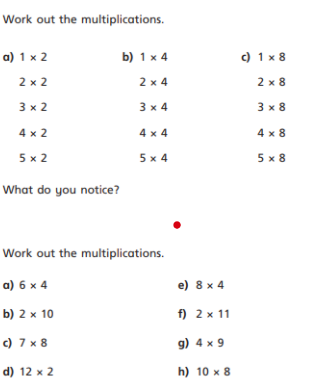 Work out the multiplications.
a) 1 × 2 b) 1 × 4 c) 1 × 8
2 × 2 2 × 4 2 × 8
3 × 2 3 × 4 3 × 8
4 × 2 4 × 4 4 × 8
5 × 2 5 × 4 5 × 8
What do you notice?
Work out the multiplications.
a) 6 × 4 e) 8 × 4
b) 2 × 10 f) 2 × 11
c) 7 × 8 g) 4 × 9
d) 12 × 2 h) 10 × 8